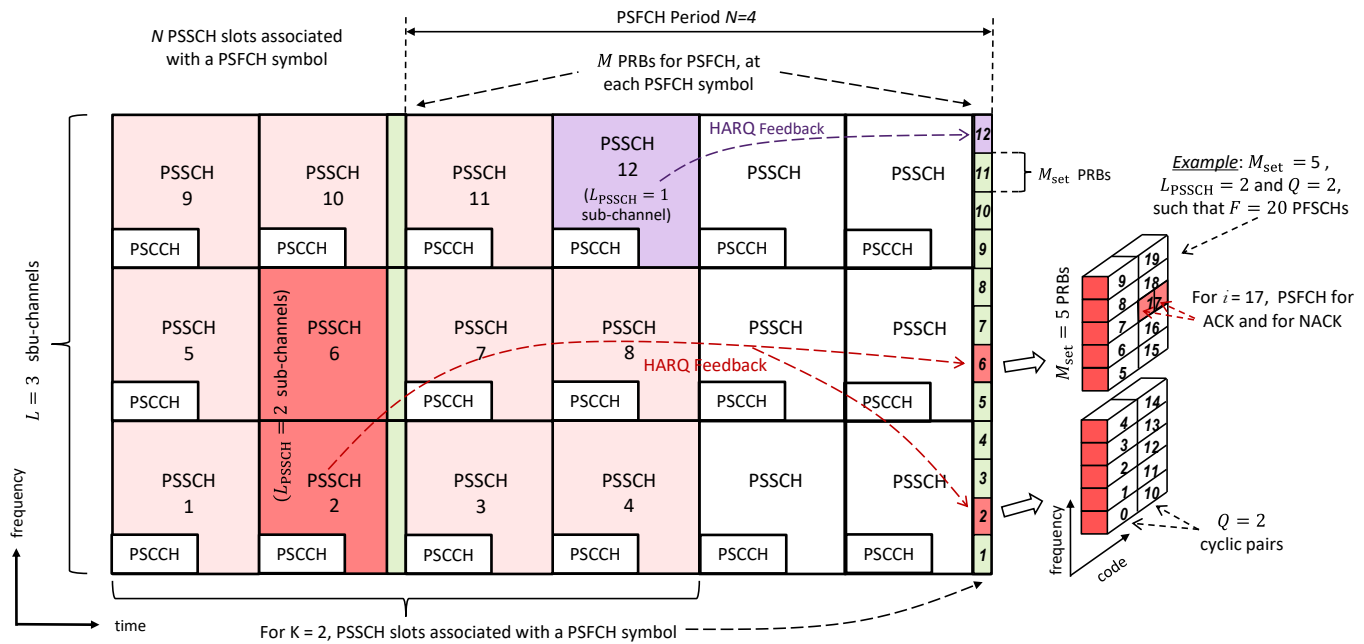 N PSSCH slots associated
with a PSFCH symbol
PSFCH Period N=4
M PRBs for PSFCH, at
each PSFCH symbol
L = 3 sbu-channels
PSSCH
9
PSCCH
PSSCH
10
PSCCH
PSSCH
11
PSCCH
PSSCH
12
(L_PSSCH = 1
sub-channel)
PSCCH
HARQ Feedback
PSSCH
PSCCH
PSSCH
PSCCH
PSSCH
5
PSCCH
PSSCH
6
(L_PSSCH = 2 sub-channels)
PSSCH
7
PSCCH
PSSCH
8
PSCCH
HARQ Feedback
PSSCH
PSCCH
PSSCH
PSCCH
PSSCH
1
PSCCH
PSSCH
2
PSCCH
PSSCH
3
PSCCH
PSSCH
4
PSCCH
PSSCH
PSCCH
PSSCH
PSCCH
12
11
10
9
8
7
6
5
4
3
2
1
M_set PRBs
Example: M_set = 5 ,
L_PSSCH = 2 and Q = 2,
such that F = 20 PFSCHs
M_set = 5 PRBs
9
8
7
6
5
19
18
17
16
15
For i = 17, PSFCH for
ACK and for NACK
4
3
2
1
0
14
13
12
11
10
Q = 2
cyclic pairs
frequency
code
frequency
time
For K = 2, PSSCH slots associated with a PSFCH symbol